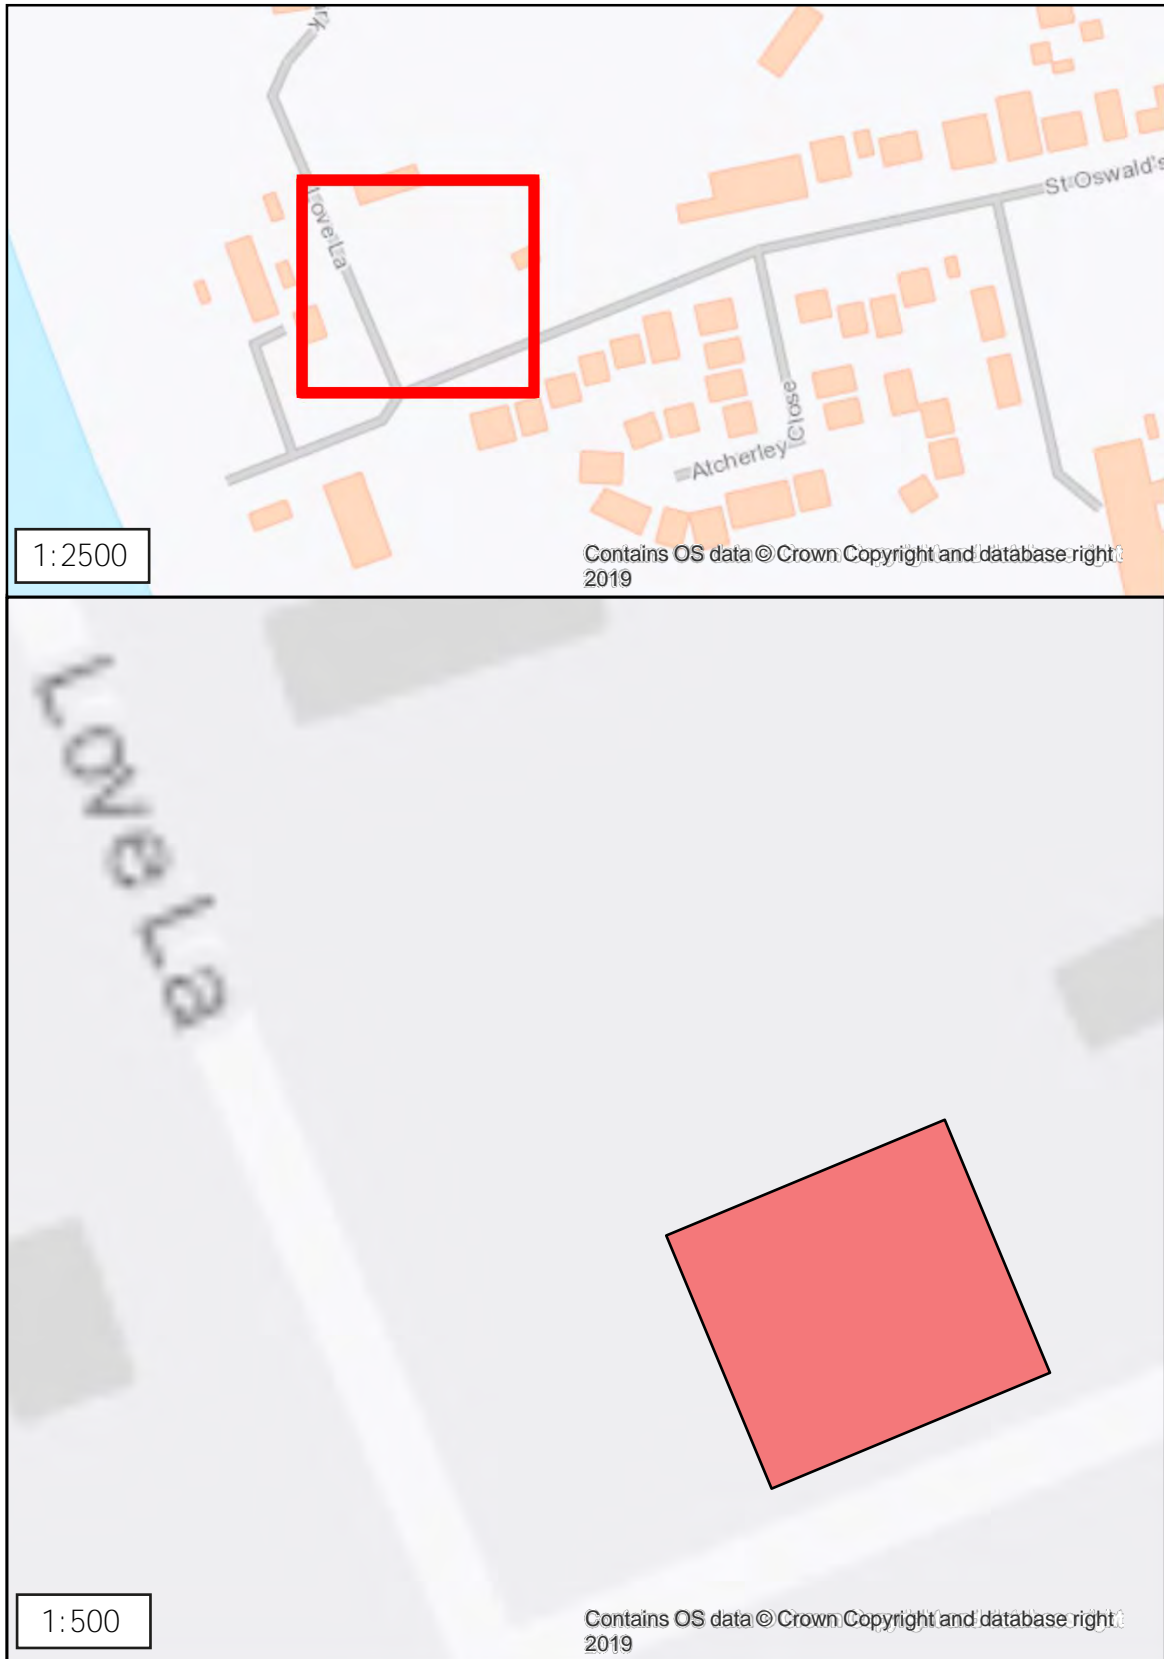 Love La
St Oswald's
Close
Atcherley
1:2500
Contains OS data © Crown Copyright and database right
2019
Love La
1:500
Contains OS data © Crown Copyright and database right
2019